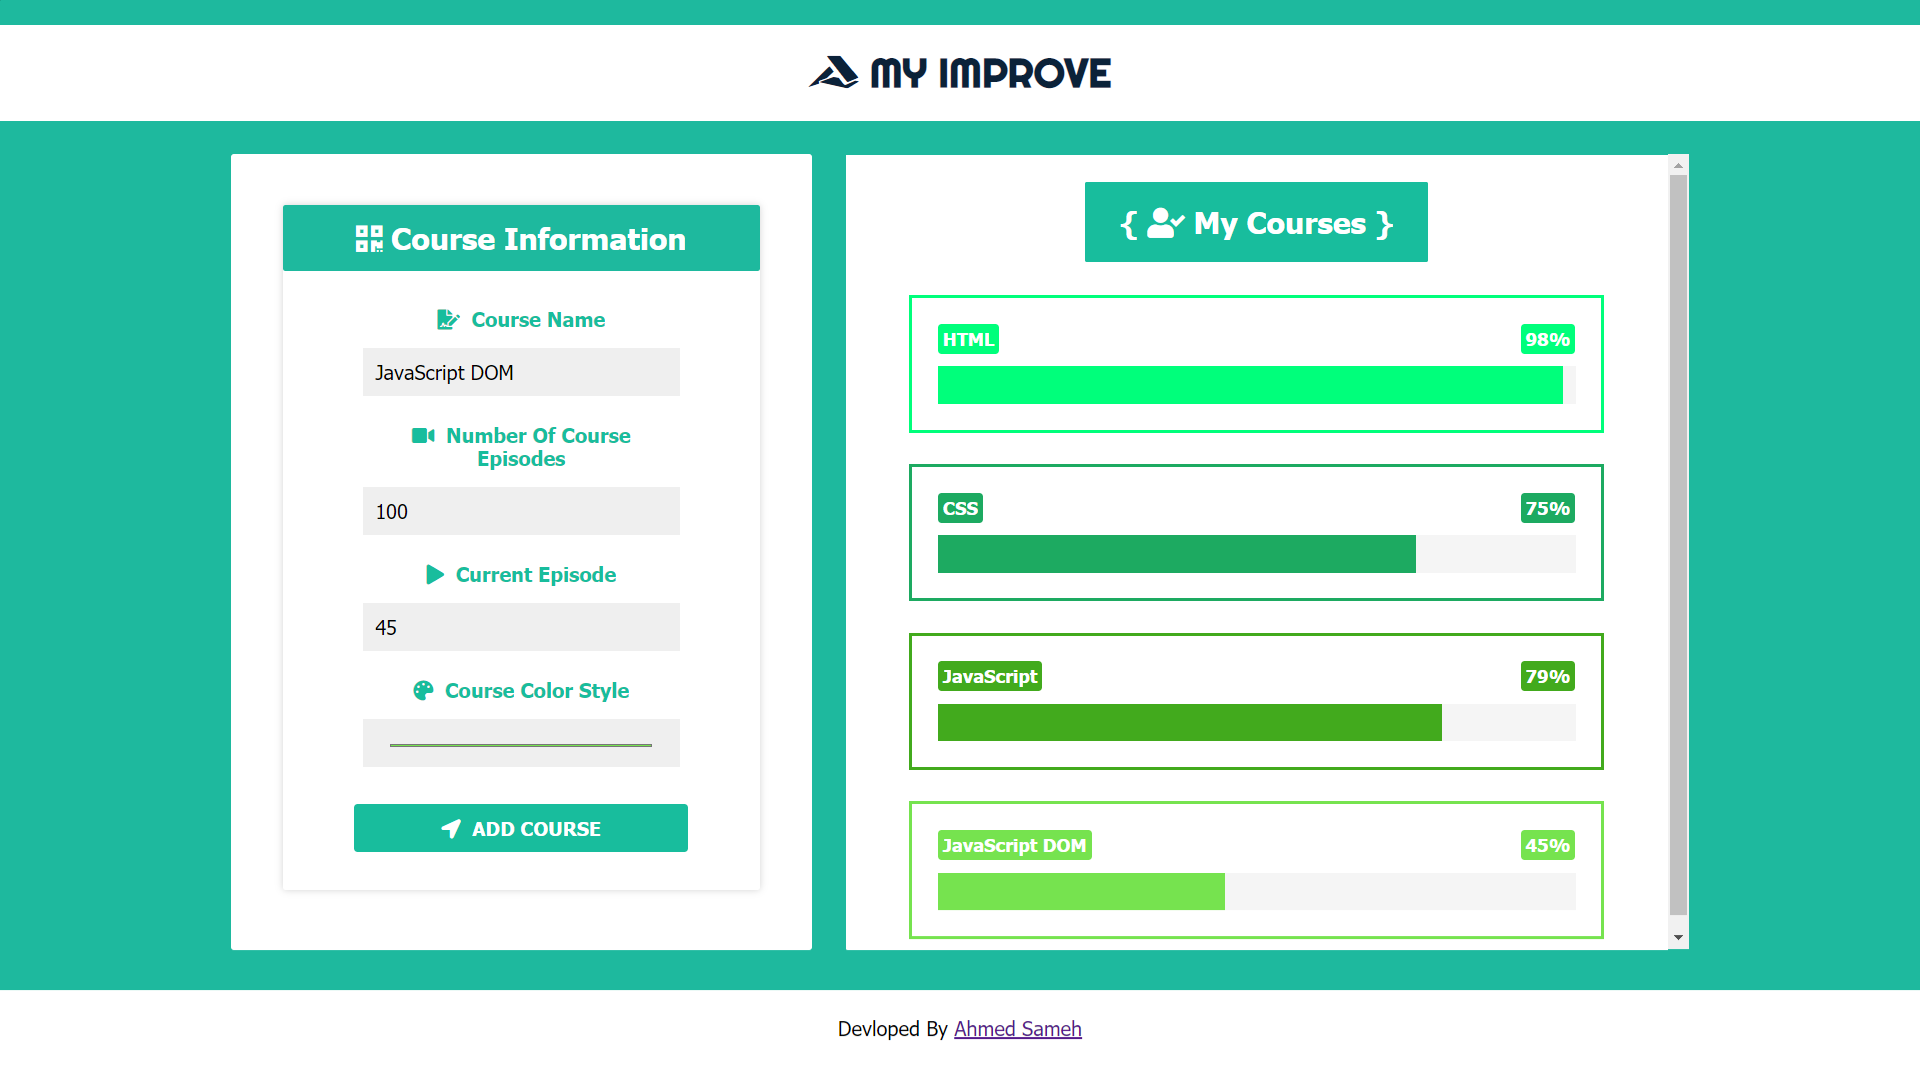 MY IMPROVE
Course Information
Course Name
JavaScript DOM
Number Of Course
Episodes
100
Current Episode
45
Course Color Style
ADD COURSE
{ My Courses }
HTML 98%
CSS 75%
JavaScript 79%
JavaScript DOM 45%
Devloped By Ahmed Sameh